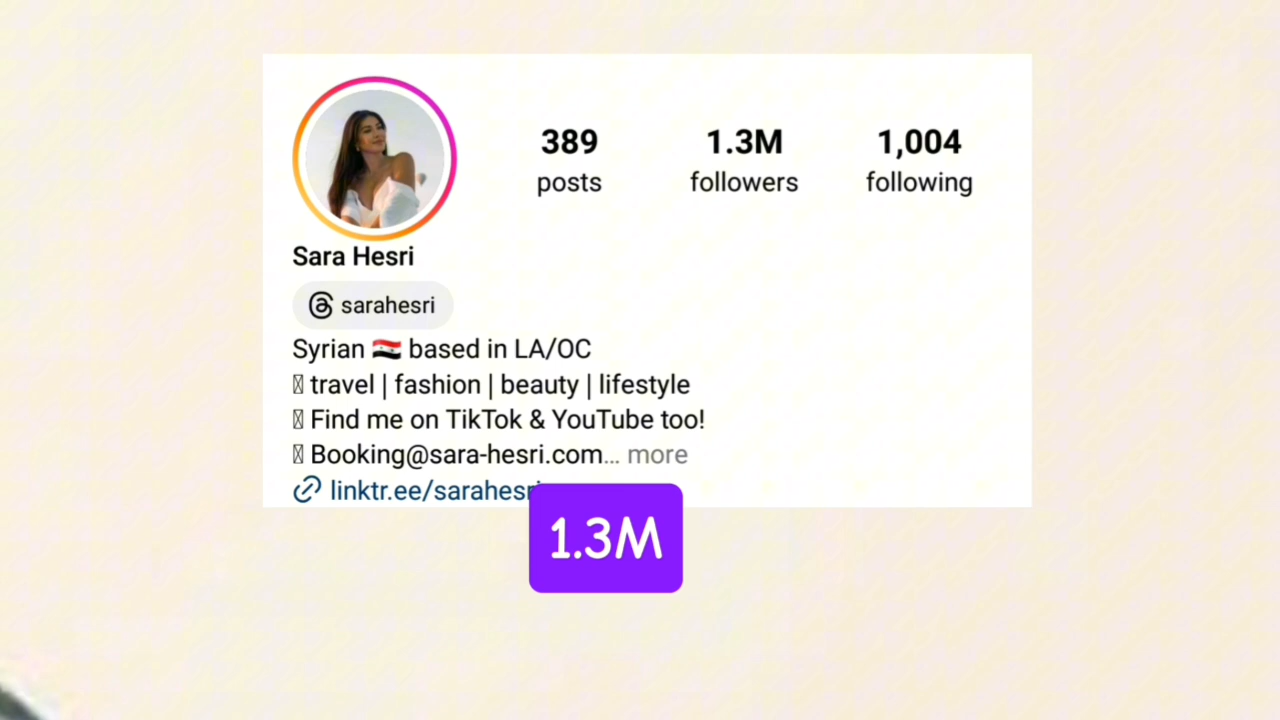 389 1.3M 1,004
posts followers following
Sara Hesri
sarahesri
Syrian 🇸🇾 based in LA/OC
travel | fashion | beauty | lifestyle
Find me on TikTok & YouTube too!
Booking@sara-hesri.com... more
linktr.ee/sarahesri
1.3M